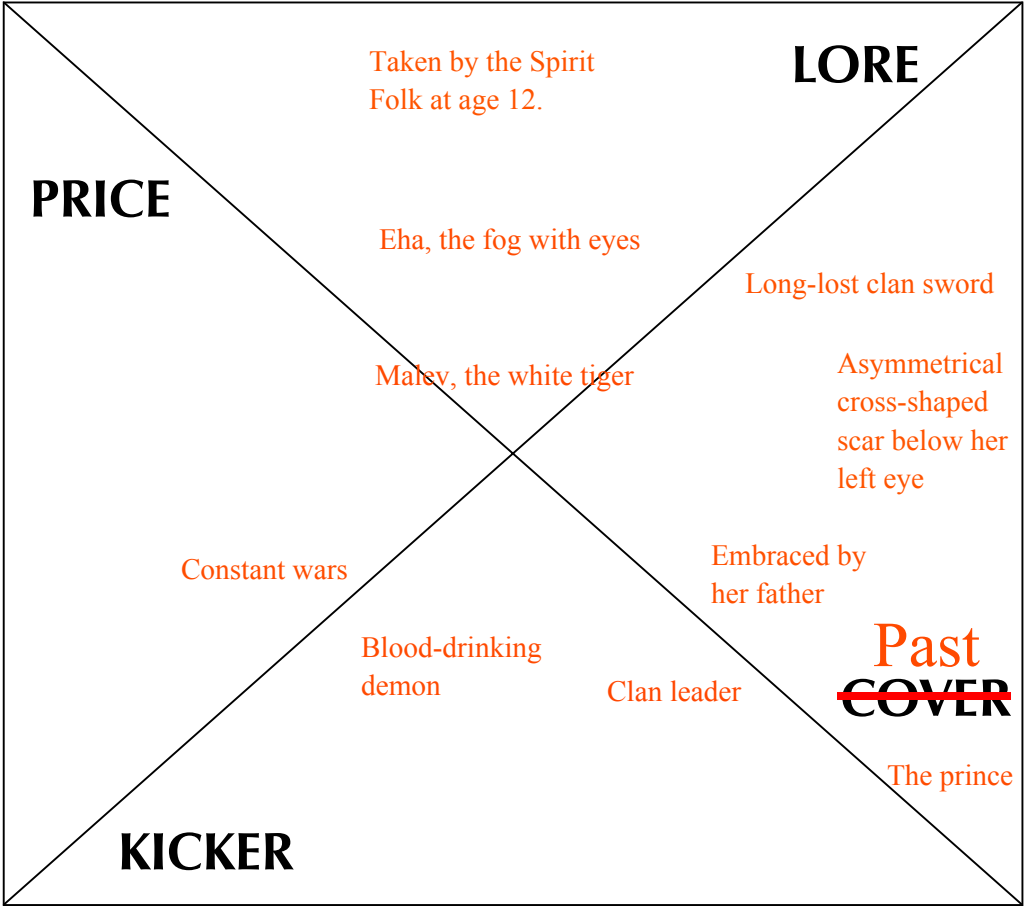 Taken by the Spirit
Folk at age 12.
LORE
PRICE
Eha, the fog with eyes
Long-lost clan sword
Malev, the white tiger
Asymmetrical
cross-shaped
scar below her
left eye
Constant wars
Embraced by
her father
Blood-drinking
demon
Clan leader
Past
COVER
The prince
KICKER